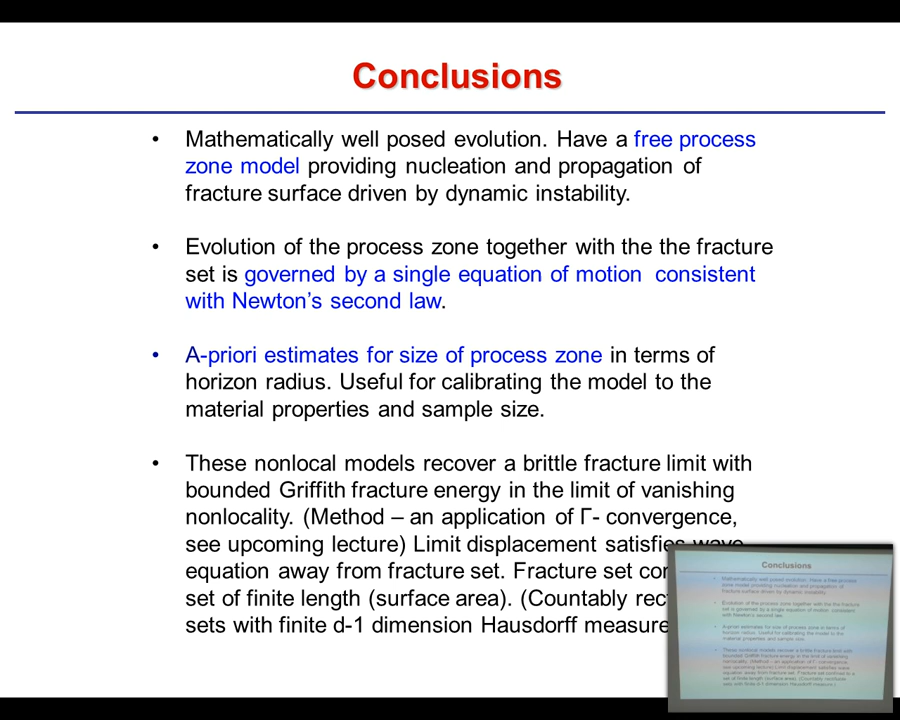 Conclusions
• Mathematically well posed evolution. Have a free process
zone model providing nucleation and propagation of
fracture surface driven by dynamic instability.
• Evolution of the process zone together with the the fracture
set is governed by a single equation of motion consistent
with Newton's second law.
• A-priori estimates for size of process zone in terms of
horizon radius. Useful for calibrating the model to the
material properties and sample size.
• These nonlocal models recover a brittle fracture limit with
bounded Griffith fracture energy in the limit of vanishing
nonlocality. (Method – an application of Γ- convergence,
see upcoming lecture) Limit displacement satisfies wave
equation away from fracture set. Fracture set
set of finite length (surface area). (Countably
sets with finite d-1 dimension Hausdorff measure
Conclusions